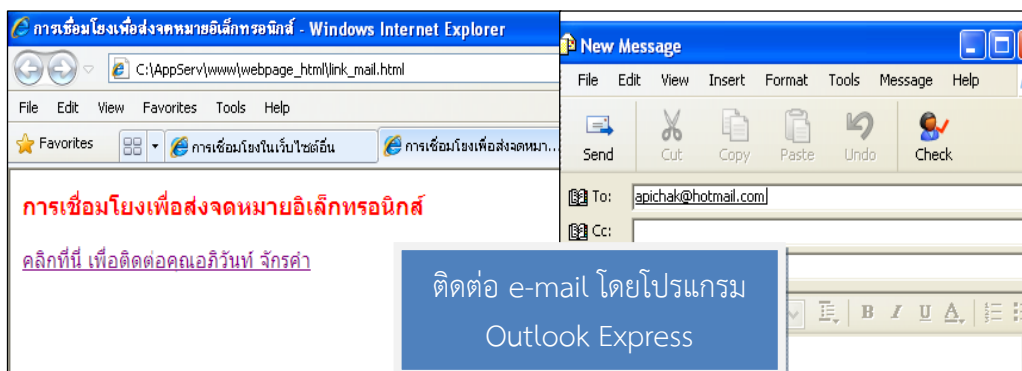 การเชื่อมโยงเพื่อส่งจดหมายอิเล็กทรอนิกส์ - Windows Internet Explorer
C:\AppServ\www\webpage_html\link_mail.html
File Edit View Favorites Tools Help
Favorites
การเชื่อมโยงในเว็บไซต์อื่น
การเชื่อมโยงเพื่อส่งจดหมา...
การเชื่อมโยงเพื่อส่งจดหมายอิเล็กทรอนิกส์
คลิกที่นี่ เพื่อติดต่อคุณอภิวันท์ จักรคำ
New Message
File Edit View Insert Format Tools Message Help
Send Cut Copy Paste Undo Check
To: apichak@hotmail.com
Cc:
B I U A
ติดต่อ e-mail โดยโปรแกรม
Outlook Express